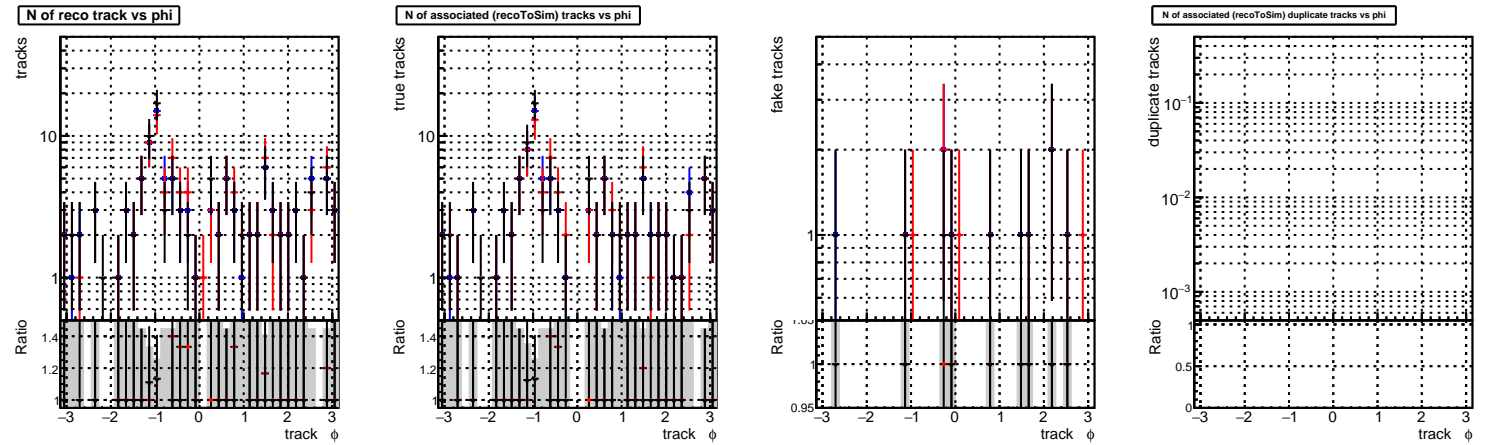 N of reco track vs phi
tracks
10
1
Ratio
1.4
1.2
1
−3 −2 −1 0 1 2 3
track ϕ
N of associated (recoToSim) tracks vs phi
true tracks
10
1
Ratio
1.4
1.2
1
−3 −2 −1 0 1 2 3
track ϕ
fake tracks
1
Ratio
1.05
1
0.95
−3 −2 −1 0 1 2 3
track ϕ
N of associated (recoToSim) duplicate tracks vs phi
duplicate tracks
10−1
10−2
10−3
Ratio
1
0.5
0
−3 −2 −1 0 1 2 3
track ϕ